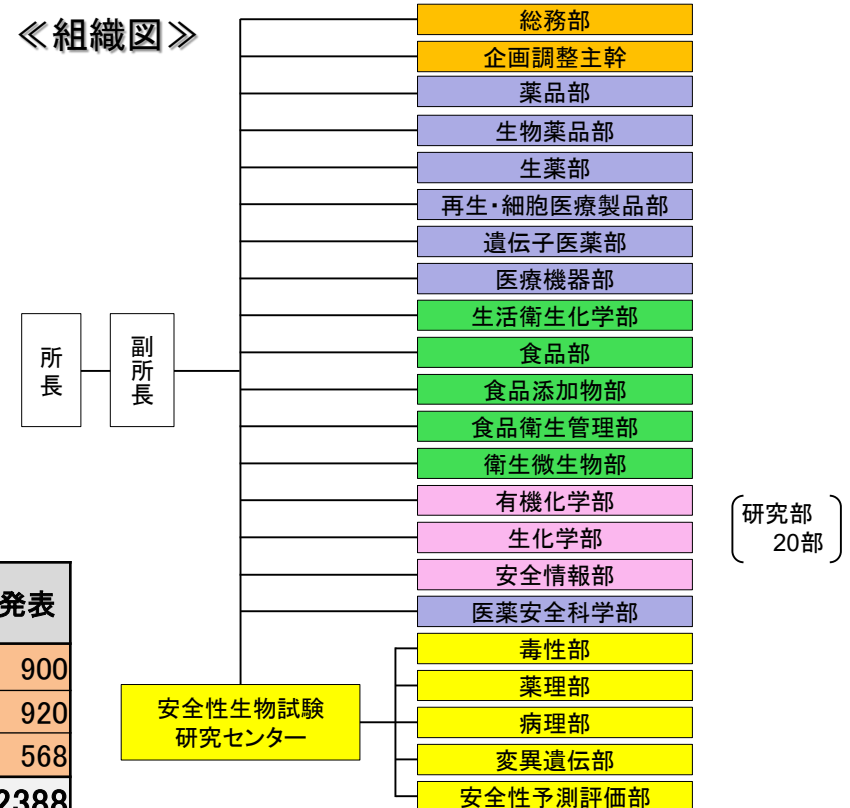 ≪組織図≫
総務部
企画調整主幹
薬品部
生物薬品部
生薬部
再生・細胞医療製品部
遺伝子医薬部
医療機器部
生活衛生化学部
食品部
食品添加物部
食品衛生管理部
衛生微生物部
有機化学部
生化学部
安全情報部
医薬安全科学部
毒性部
薬理部
病理部
変異遺伝部
安全性予測評価部
所長
副所長
安全性生物試験
研究センター
研究部
20部
発表
900
920
568
2388